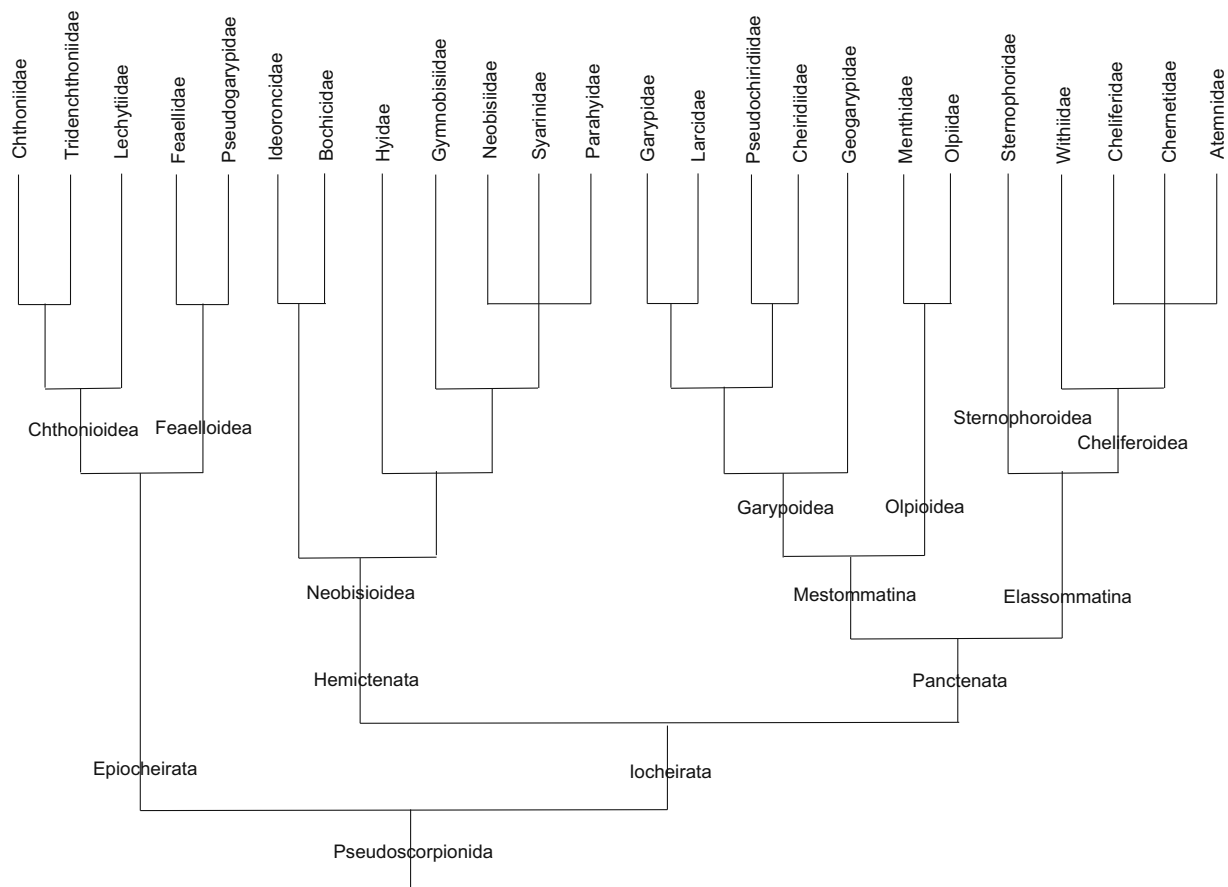 Chthoniidae
Tridenchthoniidae
Lechytiidae
Feaellidae
Pseudogarypidae
Ideoroncidae
Bochicidae
Hyidae
Gymnobisiidae
Neobisiidae
Syarinidae
Parahyidae
Garypidae
Larcidae
Pseudochiridiidae
Cheiridiidae
Geogarypidae
Menthidae
Olpiidae
Sternophoridae
Withiidae
Cheliferidae
Chernetidae
Atemnidae
Chthonioidea
Feaelloidea
Sternophoroidea
Cheliferoidea
Garypoidea
Olpioidea
Neobisioidea
Mestommatina
Elassommatina
Hemictenata
Panctenata
Epiocheirata
Iocheirata
Pseudoscorpionida